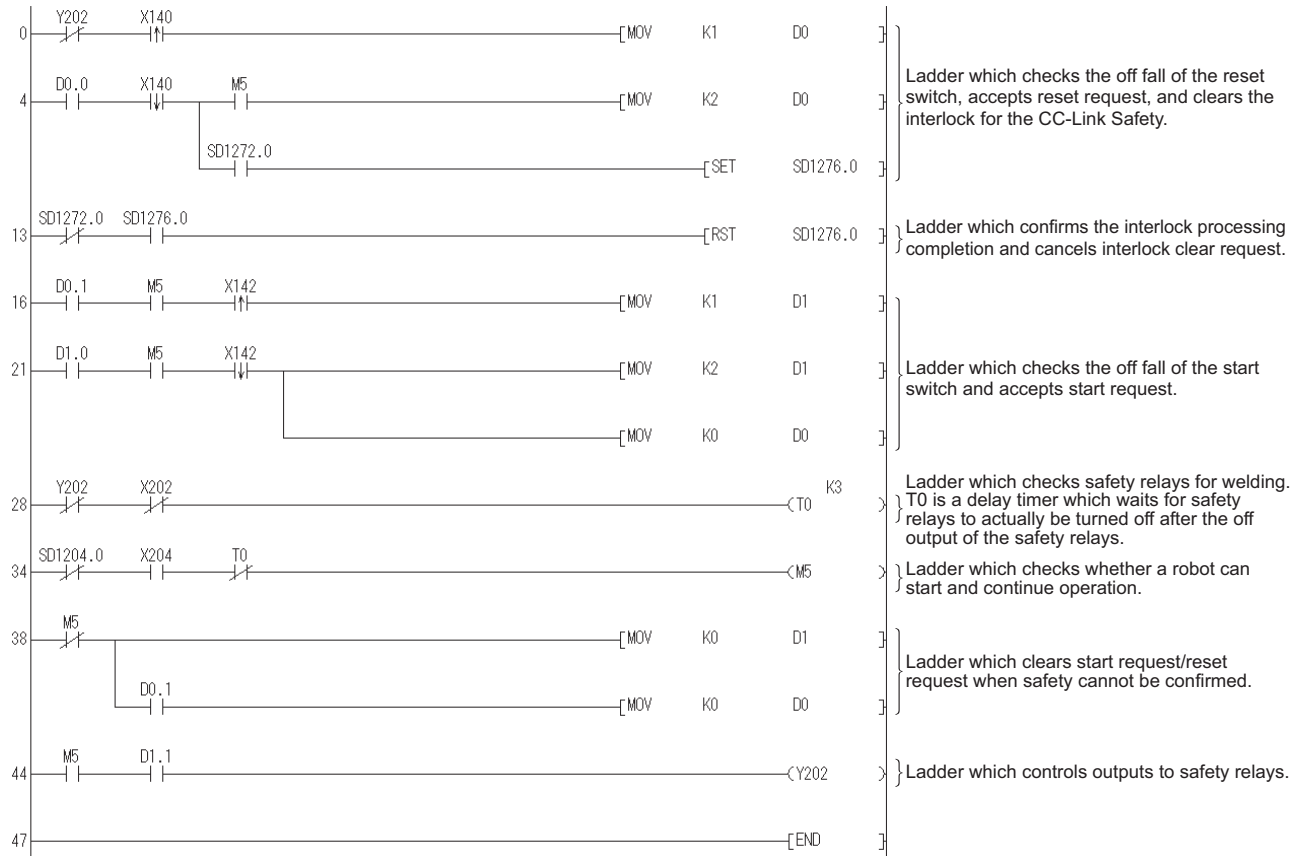 Y202 X140
0 MOV K1 D0
D0.0 X140 M5
4 MOV K2 D0
SD1272.0
SET SD1276.0
Ladder which checks the off fall of the reset
switch, accepts reset request, and clears the
interlock for the CC-Link Safety.
SD1272.0 SD1276.0
13 RST SD1276.0
Ladder which confirms the interlock processing
completion and cancels interlock clear request.
D0.1 M5 X142
16 MOV K1 D1
D1.0 M5 X142
21 MOV K2 D1
MOV K0 D0
Ladder which checks the off fall of the start
switch and accepts start request.
Y202 X202 K3
28 T0
Ladder which checks safety relays for welding.
T0 is a delay timer which waits for safety
relays to actually be turned off after the off
output of the safety relays.
SD1204.0 X204 T0
34 M5
Ladder which checks whether a robot can
start and continue operation.
M5
38 MOV K0 D1
D0.1
MOV K0 D0
Ladder which clears start request/reset
request when safety cannot be confirmed.
M5 D1.1
44 Y202
Ladder which controls outputs to safety relays.
47 END